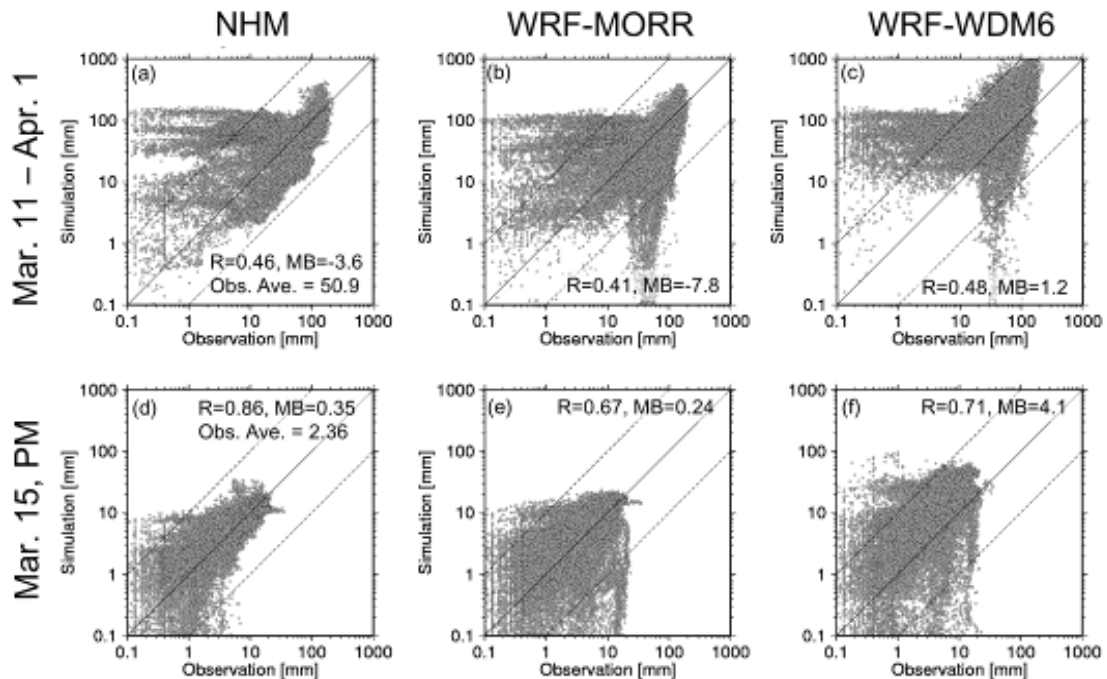 NHM
WRF-MORR
WRF-WDM6
Mar. 11 – Apr. 1
Simulation [mm]
1000
100
10
1
0.1
(a)
R=0.46, MB=-3.6
Obs. Ave. = 50.9
0.1 1 10 100 1000
Observation [mm]
Simulation [mm]
1000
100
10
1
0.1
(b)
R=0.41, MB=-7.8
0.1 1 10 100 1000
Observation [mm]
Simulation [mm]
1000
100
10
1
0.1
(c)
R=0.48, MB=1.2
0.1 1 10 100 1000
Observation [mm]
Mar. 15, PM
Simulation [mm]
1000
100
10
1
0.1
(d)
R=0.86, MB=0.35
Obs. Ave. = 2.36
0.1 1 10 100 1000
Observation [mm]
Simulation [mm]
1000
100
10
1
0.1
(e)
R=0.67, MB=0.24
0.1 1 10 100 1000
Observation [mm]
Simulation [mm]
1000
100
10
1
0.1
(f)
R=0.71, MB=4.1
0.1 1 10 100 1000
Observation [mm]